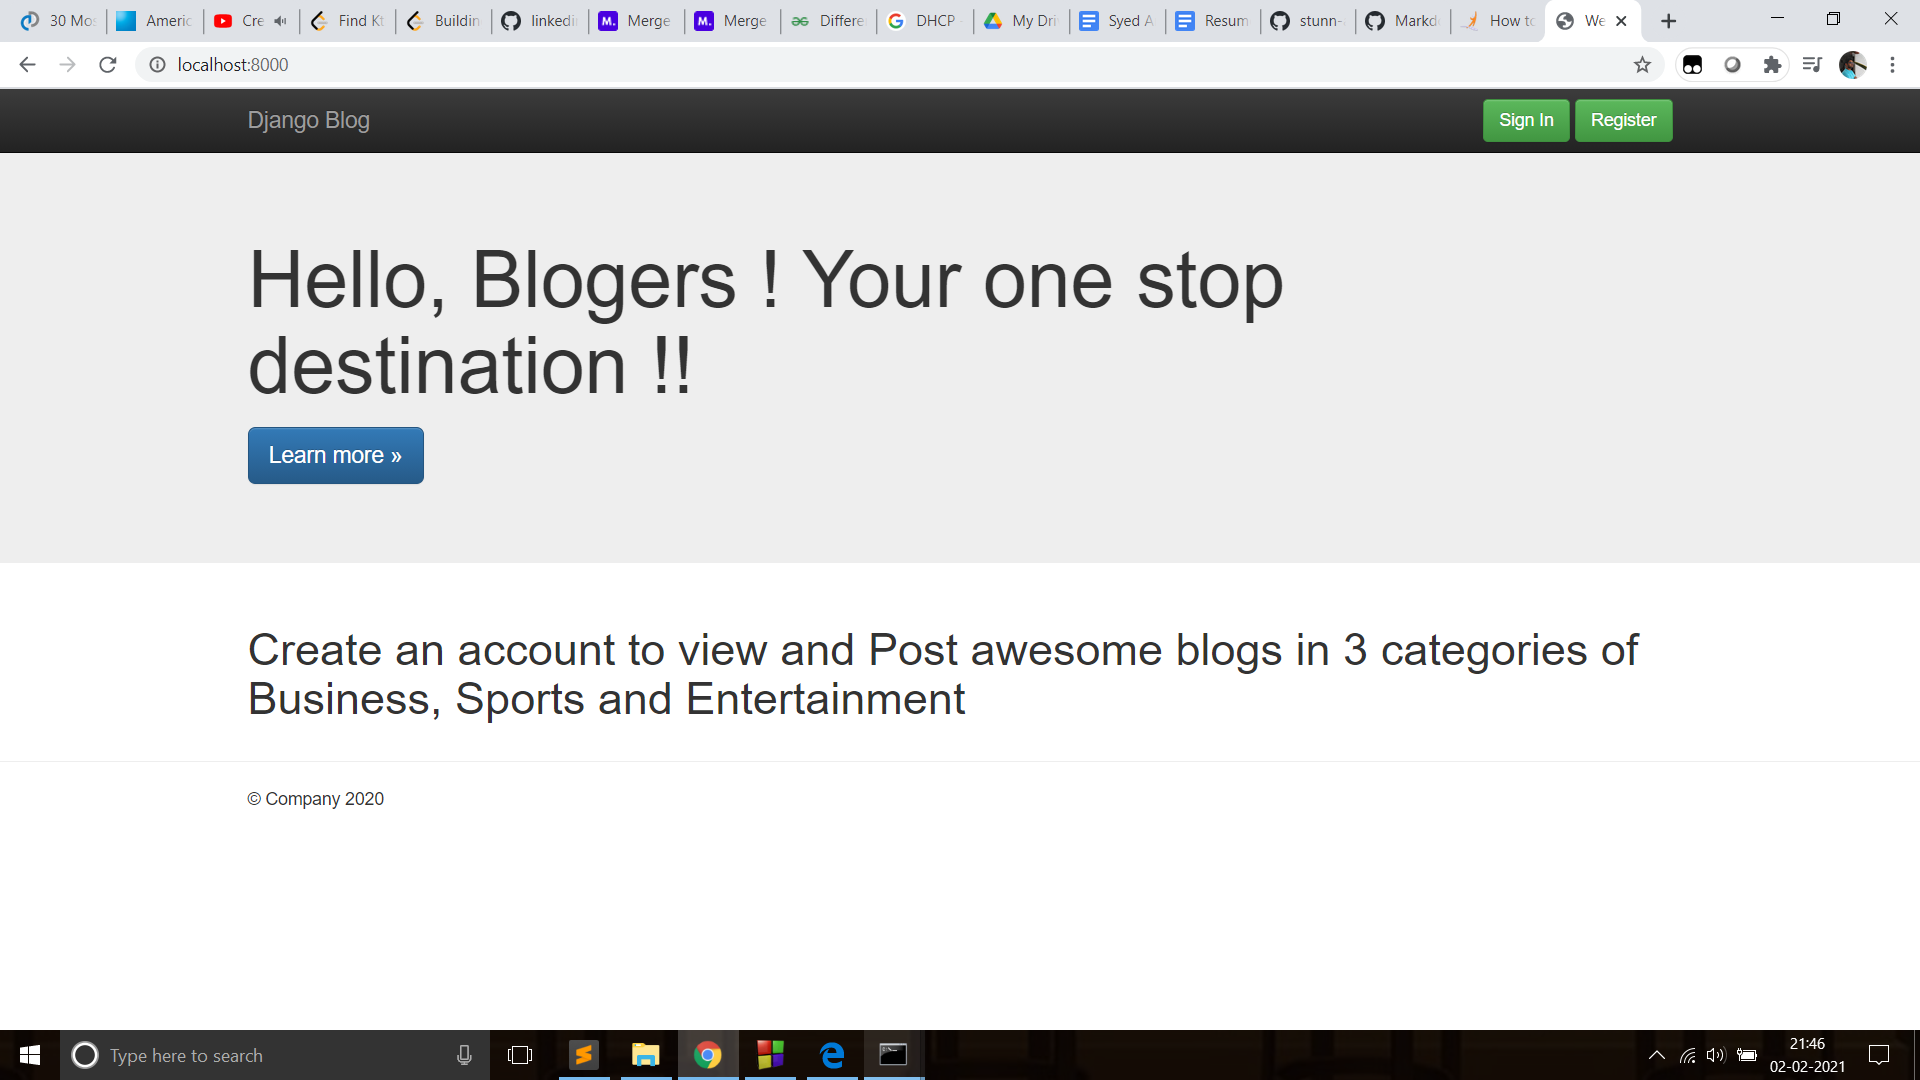 30 Mos
Americ
Cre
Find Kt
Buildin
linkedi
Merge
Merge
Differe
DHCP
My Dri
Syed A
Resum
stunn-
Markd
How to
We
localhost:8000
Django Blog
Sign In
Register
Hello, Blogers ! Your one stop
destination !!
Learn more »
Create an account to view and Post awesome blogs in 3 categories of
Business, Sports and Entertainment
© Company 2020
Type here to search
21:46
02-02-2021